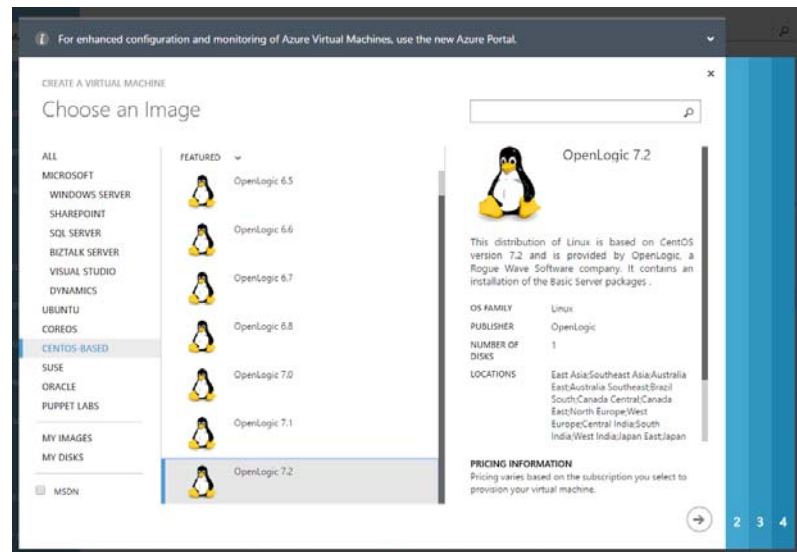 For enhanced configuration and monitoring of Azure Virtual Machines, use the new Azure Portal.
CREATE A VIRTUAL MACHINE
Choose an Image
ALL
MICROSOFT
WINDOWS SERVER
SHAREPOINT
SQL SERVER
BIZTALK SERVER
VISUAL STUDIO
DYNAMICS
UBUNTU
COREOS
CENTOS-BASED
SUSE
ORACLE
PUPPET LABS
MY IMAGES
MY DISKS
MSDN
FEATURED
OpenLogic 6.5
OpenLogic 6.6
OpenLogic 6.7
OpenLogic 6.8
OpenLogic 7.0
OpenLogic 7.1
OpenLogic 7.2
OpenLogic 7.2
This distribution of Linux is based on CentOS
version 7.2 and is provided by OpenLogic, a
Rogue Wave Software company. It contains an
installation of the Basic Server packages .
OS FAMILY Linux
PUBLISHER OpenLogic
NUMBER OF 1
DISKS
LOCATIONS East Asia;Southeast Asia;Australia
East;Australia Southeast;Brazil
South;Canada Central;Canada
East;North Europe;West
Europe;Central India;South
India;West India;Japan East;Japan
PRICING INFORMATION
Pricing varies based on the subscription you select to
provision your virtual machine.
2 3 4